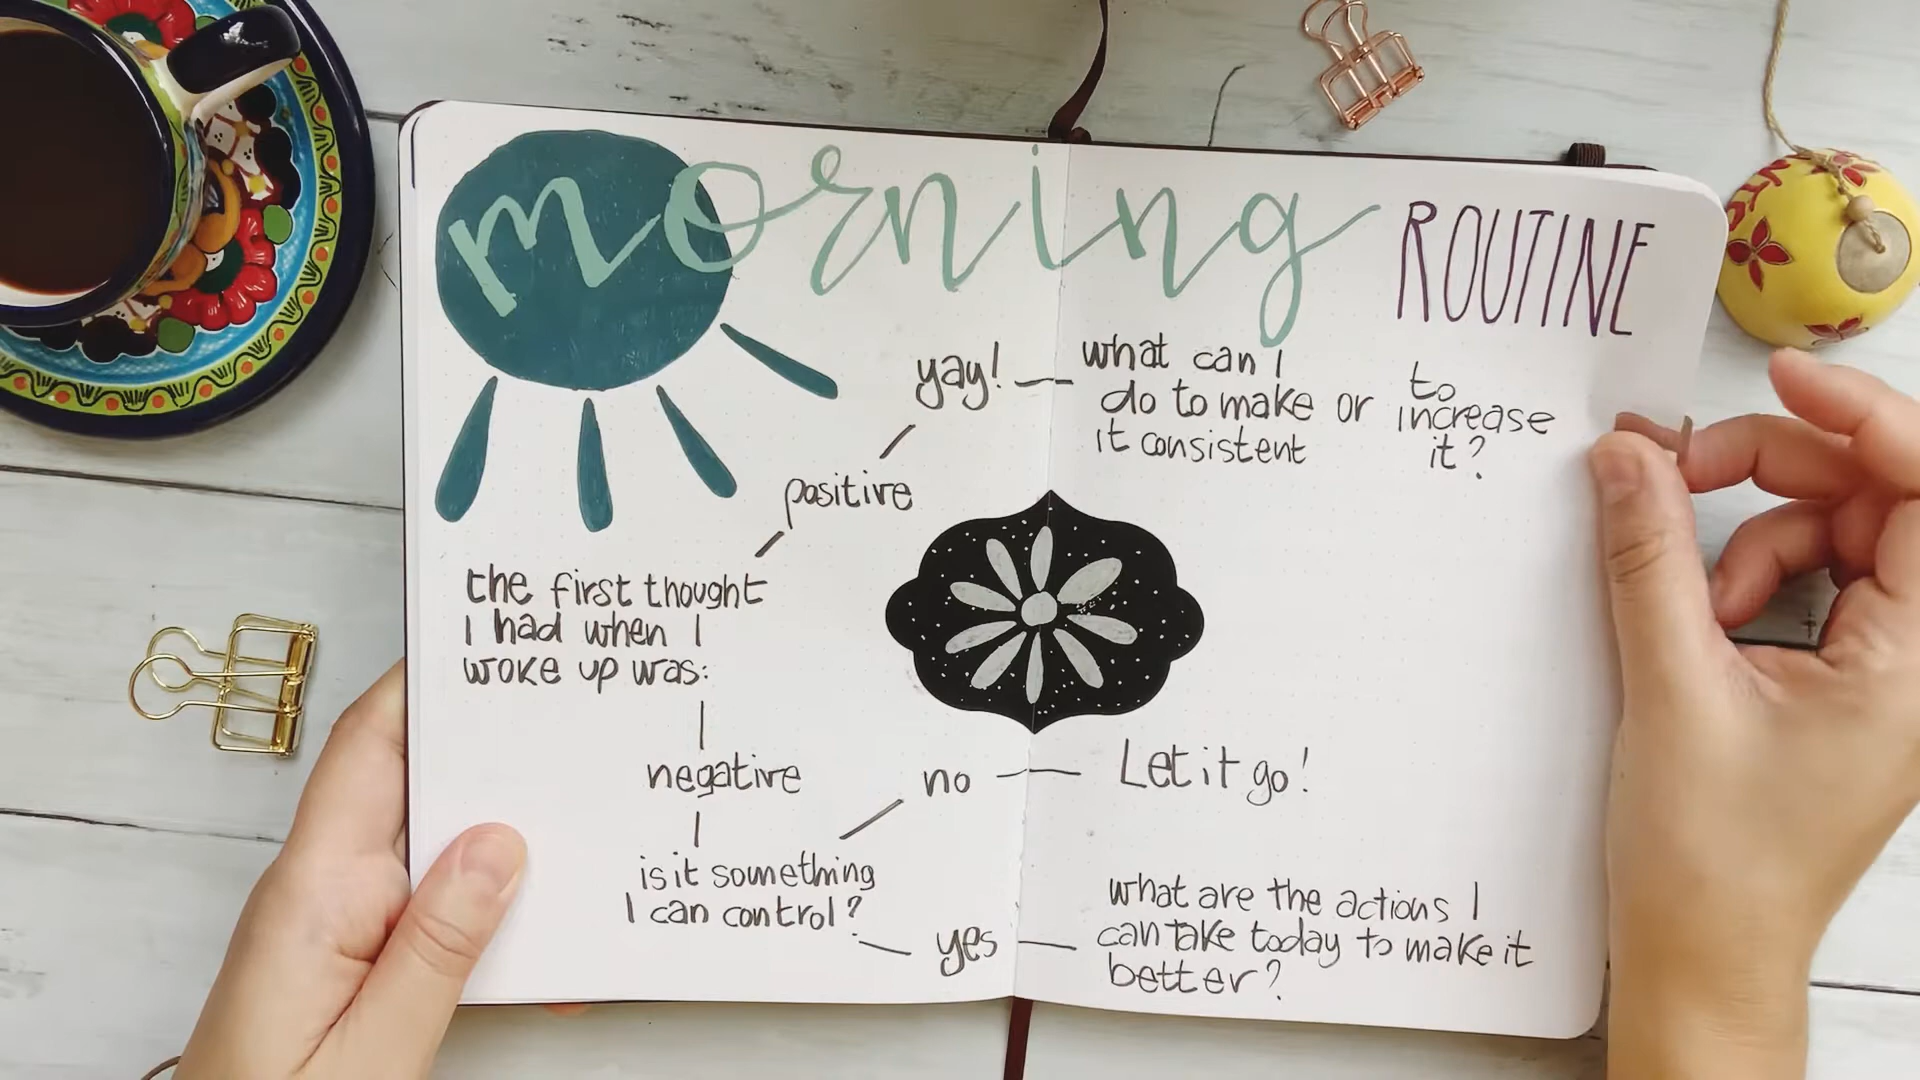 morning ROUTINE
yay!
what can I
do to make or
it consistent
to
increase
it?
positive
the first thought
I had when I
woke up was:
negative
no
Let it go!
is it something
I can control?
yes
what are the actions I
can take today to make it
better?